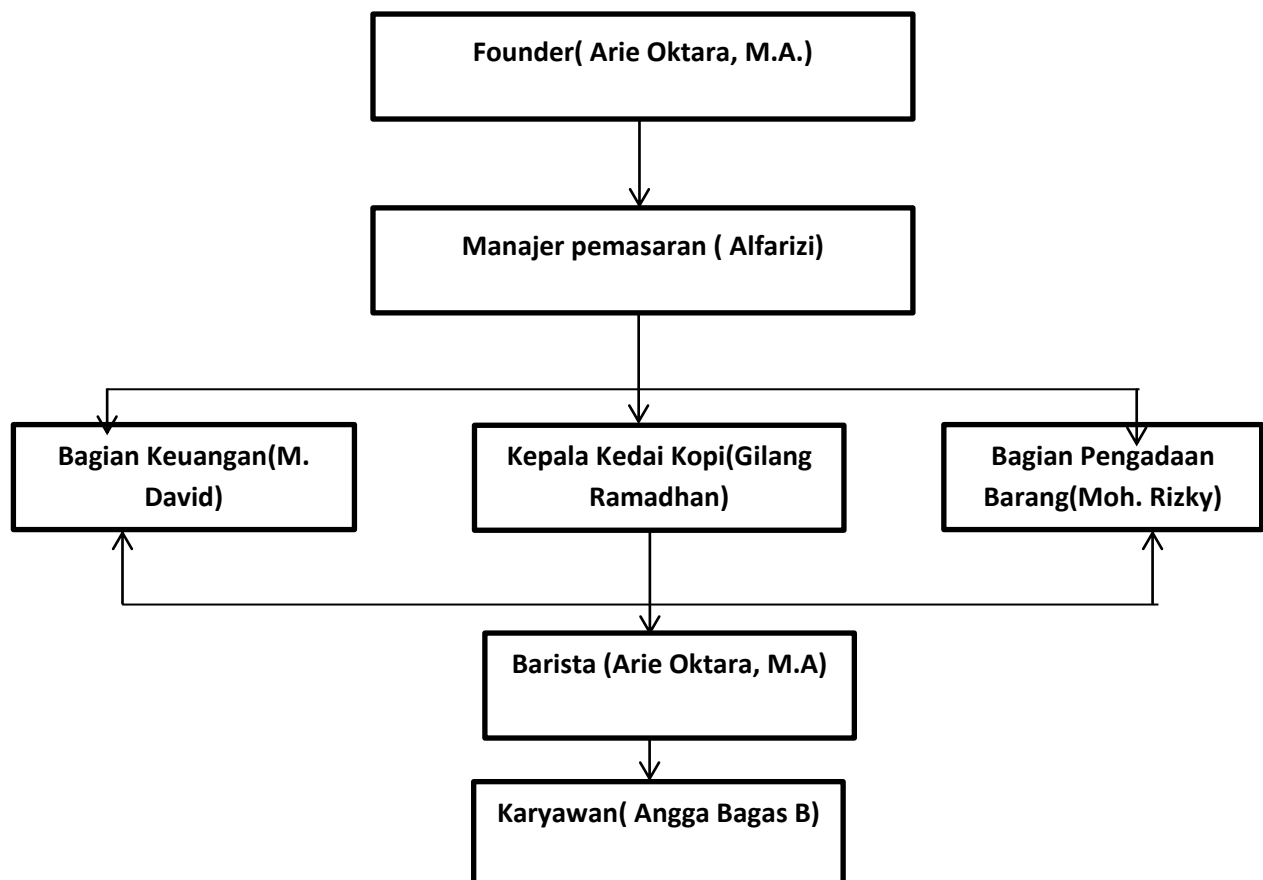 Founder( Arie Oktara, M.A.)
Manajer pemasaran ( Alfarizi)
Bagian Keuangan(M.
David)
Kepala Kedai Kopi(Gilang
Ramadhan)
Bagian Pengadaan
Barang(Moh. Rizky)
Barista (Arie Oktara, M.A)
Karyawan( Angga Bagas B)